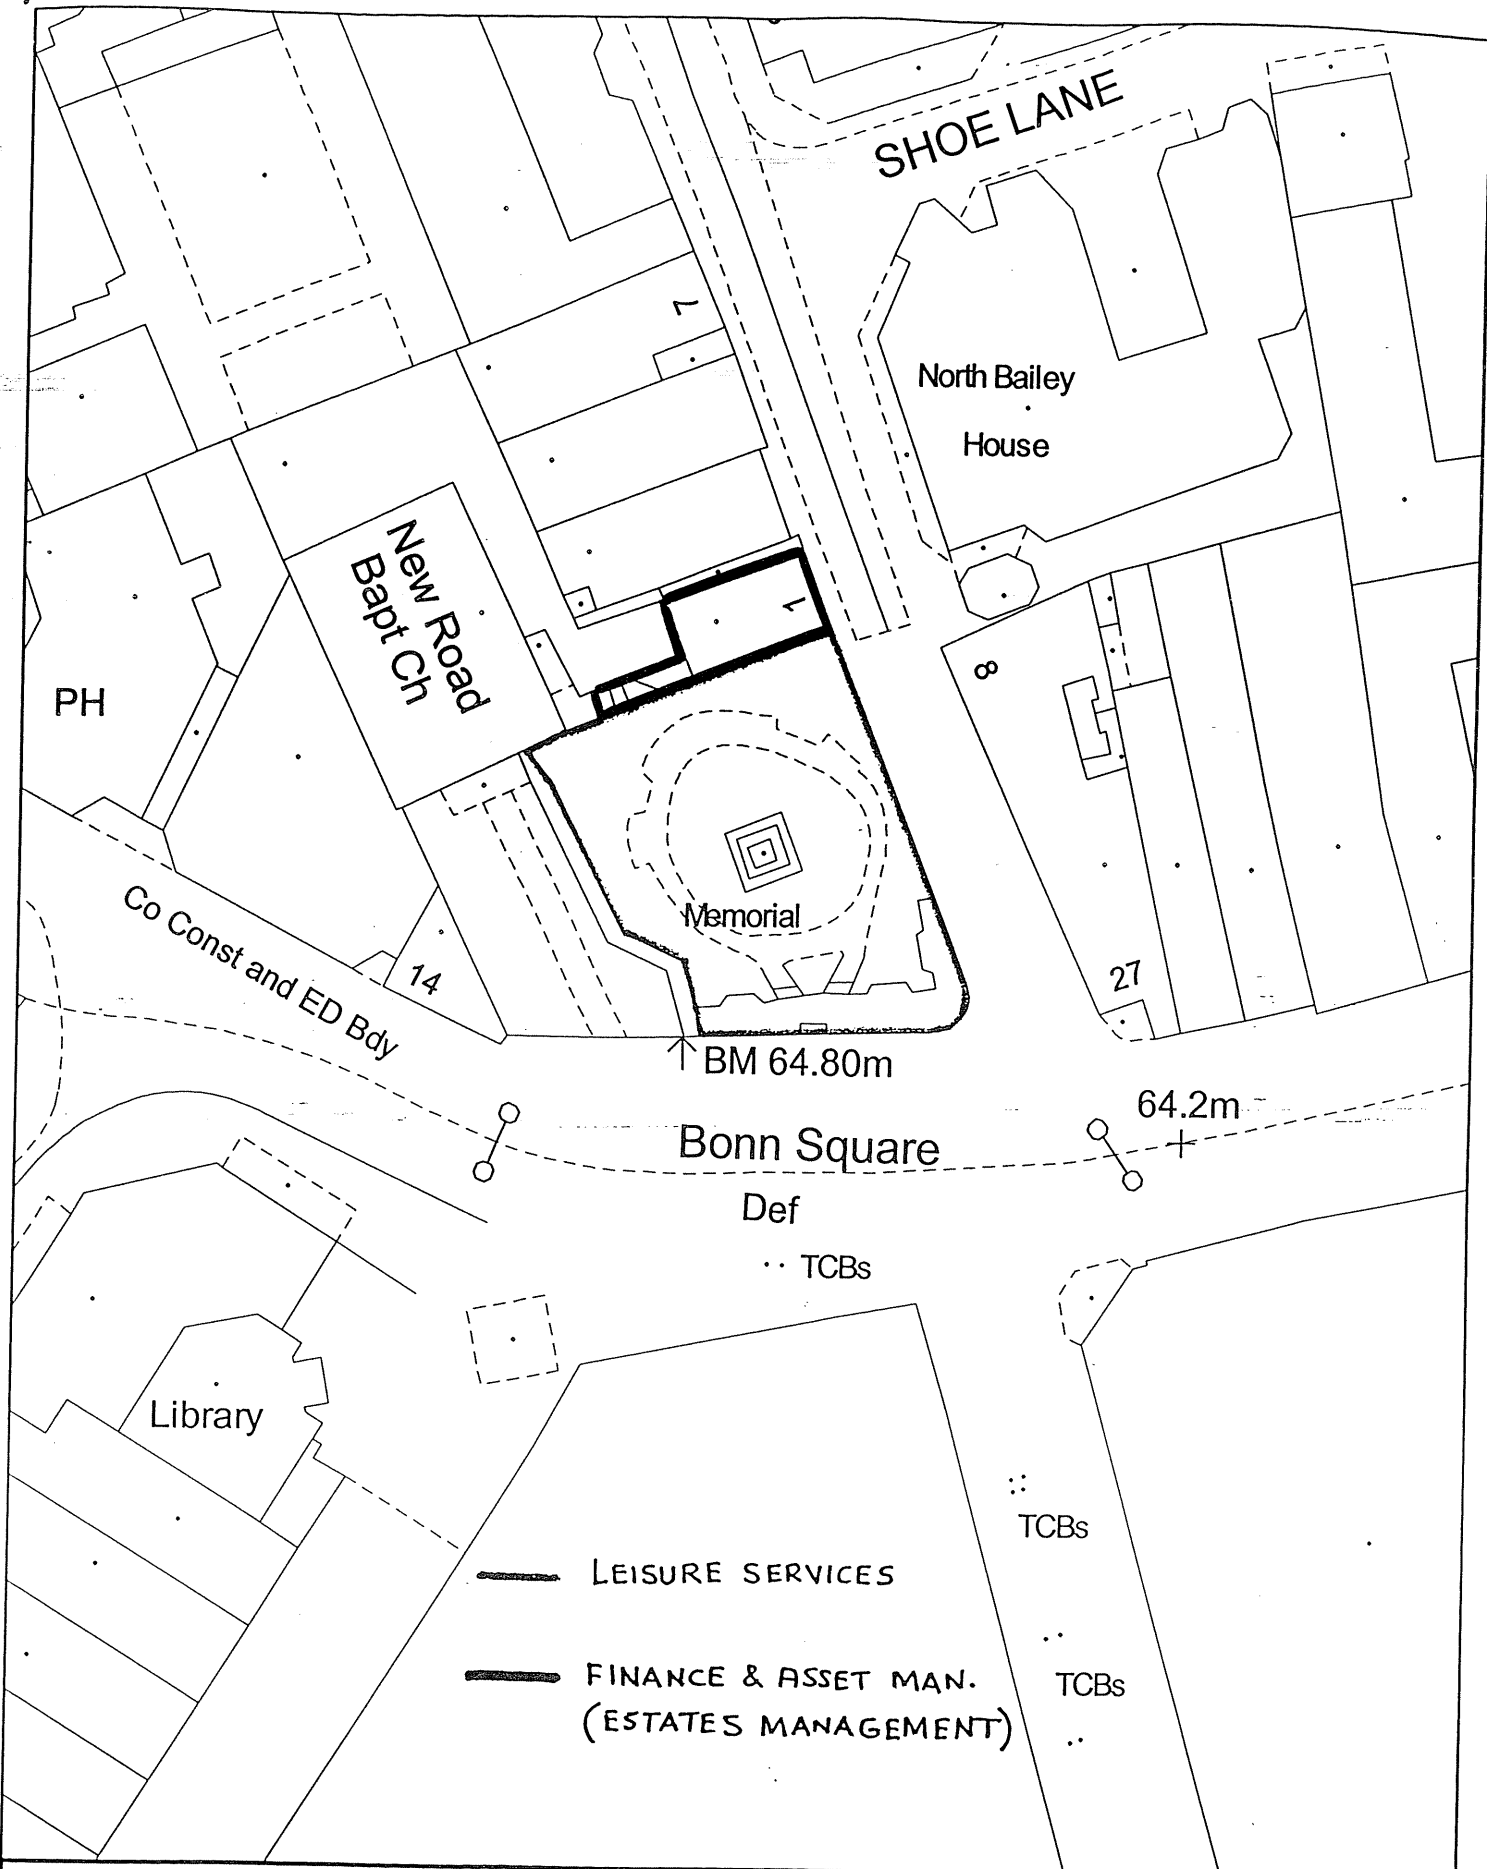 SHOE LANE
7
North Bailey
House
New Road
Bapt Ch
1
8
PH
Memorial
Co Const and ED Bdy
14
27
BM 64.80m
64.2m
Bonn Square
Def
TCBs
Library
TCBs
LEISURE SERVICES
FINANCE & ASSET MAN.
TCBs
(ESTATES MANAGEMENT)